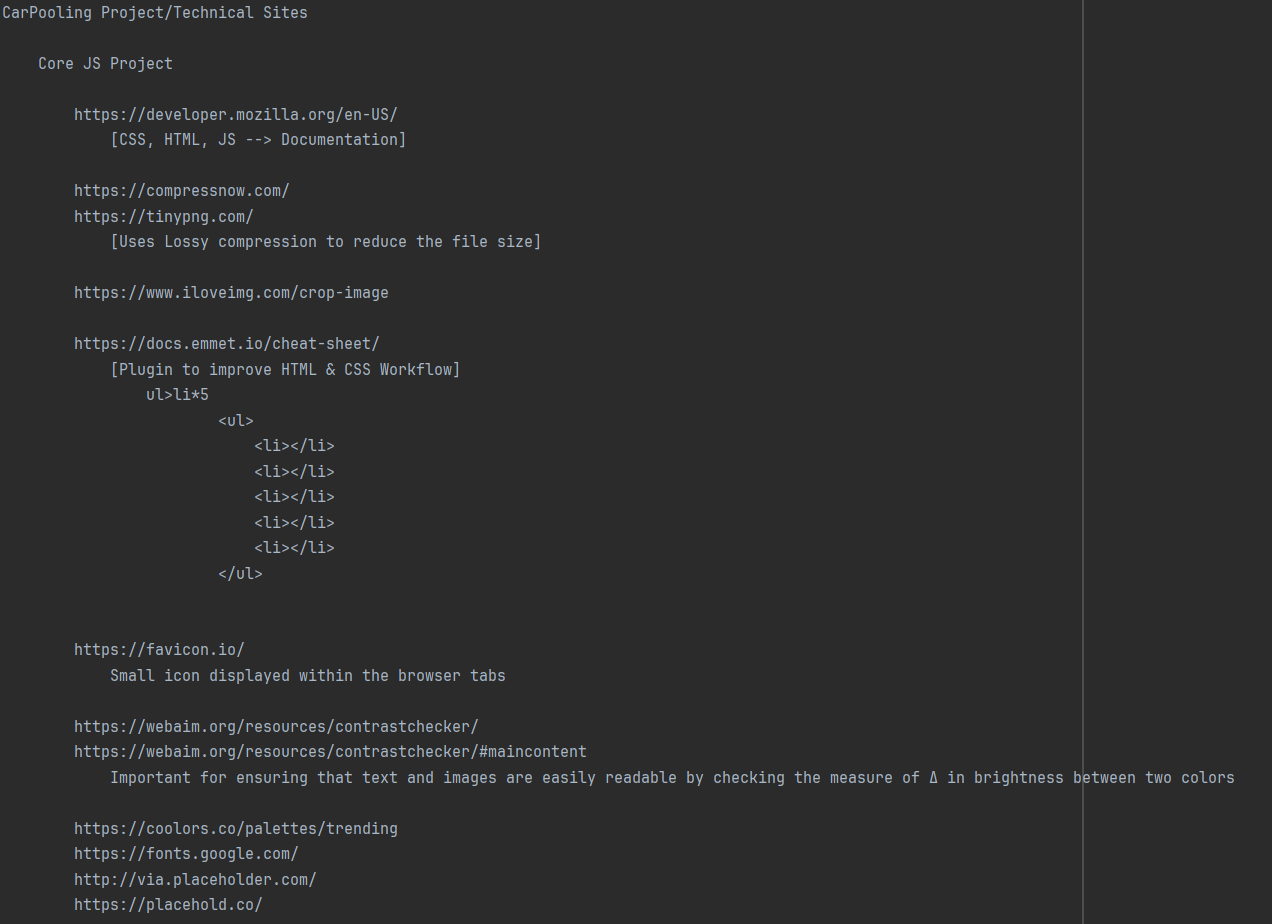 CarPooling Project/Technical Sites
Core JS Project
https://developer.mozilla.org/en-US/
[CSS, HTML, JS --> Documentation]
https://compressnow.com/
https://tinypng.com/
[Uses Lossy compression to reduce the file size]
https://www.iloveimg.com/crop-image
https://docs.emmet.io/cheat-sheet/
[Plugin to improve HTML & CSS Workflow]
ul>li*5
<ul>
<li></li>
<li></li>
<li></li>
<li></li>
<li></li>
</ul>
https://favicon.io/
Small icon displayed within the browser tabs
https://webaim.org/resources/contrastchecker/
https://webaim.org/resources/contrastchecker/#maincontent
Important for ensuring that text and images are easily readable by checking the measure of Δ in brightness between two colors
https://coolors.co/palettes/trending
https://fonts.google.com/
http://via.placeholder.com/
https://placehold.co/